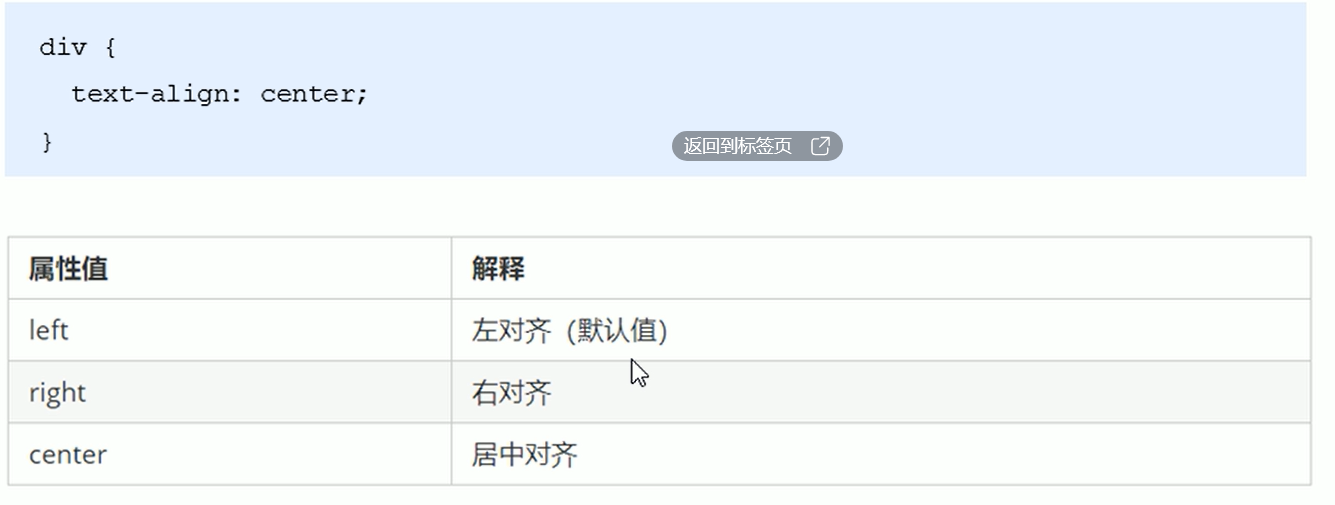 div {
text-align: center;
}
返回到标签页
属性值 解释
left 左对齐（默认值）
right 右对齐
center 居中对齐